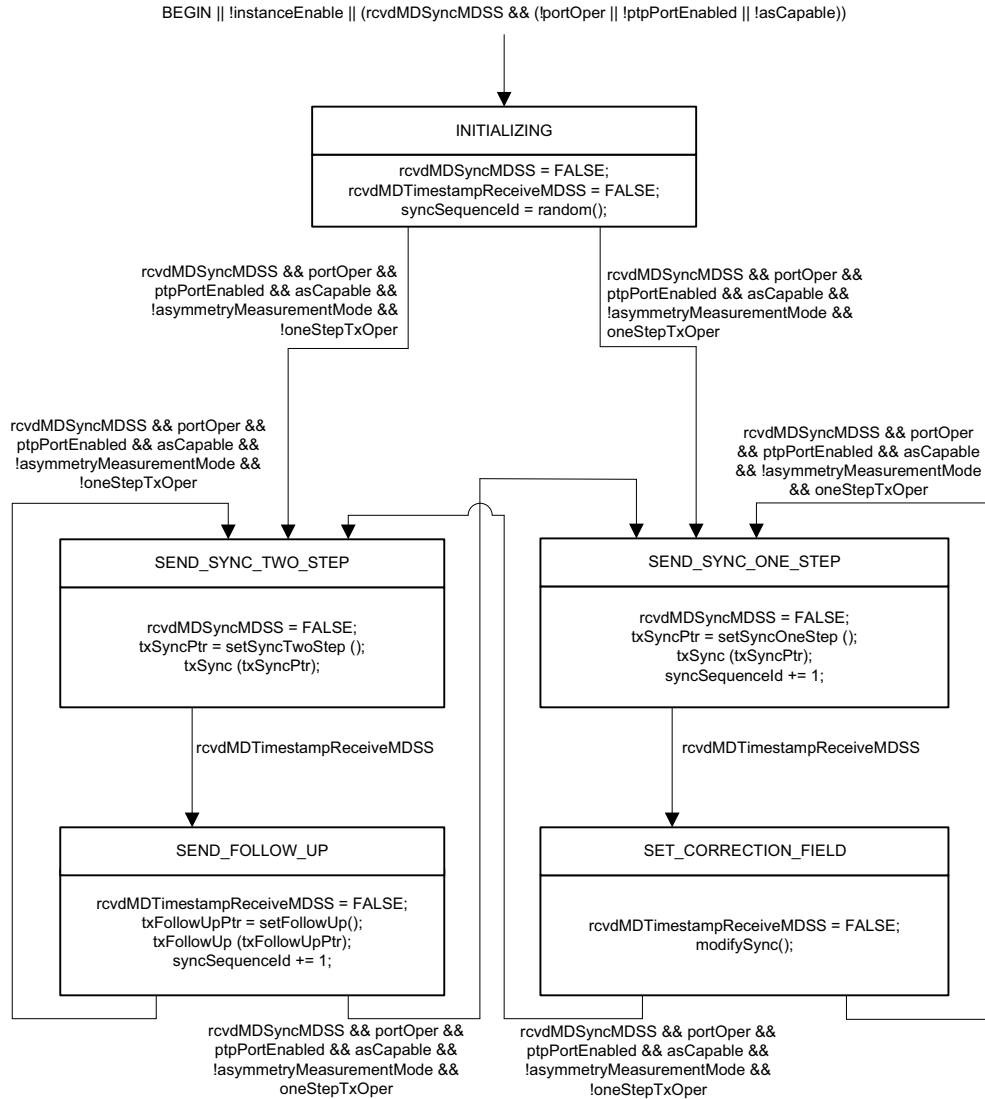 BEGIN || !instanceEnable || (rcvdMDSyncMDSS && (!portOper || !ptpPortEnabled || !asCapable))
INITIALIZING
rcvdMDSyncMDSS = FALSE;
rcvdMDTimestampReceiveMDSS = FALSE;
syncSequenceId = random();
rcvdMDSyncMDSS && portOper &&
ptpPortEnabled && asCapable &&
!asymmetryMeasurementMode &&
!oneStepTxOper
rcvdMDSyncMDSS && portOper &&
ptpPortEnabled && asCapable &&
!asymmetryMeasurementMode &&
oneStepTxOper
rcvdMDSyncMDSS && portOper &&
ptpPortEnabled && asCapable &&
!asymmetryMeasurementMode &&
!oneStepTxOper
rcvdMDSyncMDSS && portOper
&& ptpPortEnabled && asCapable
&& !asymmetryMeasurementMode
&& oneStepTxOper
SEND_SYNC_TWO_STEP
rcvdMDSyncMDSS = FALSE;
txSyncPtr = setSyncTwoStep ();
txSync (txSyncPtr);
SEND_SYNC_ONE_STEP
rcvdMDSyncMDSS = FALSE;
txSyncPtr = setSyncOneStep ();
txSync (txSyncPtr);
syncSequenceId += 1;
rcvdMDTimestampReceiveMDSS
rcvdMDTimestampReceiveMDSS
SEND_FOLLOW_UP
rcvdMDTimestampReceiveMDSS = FALSE;
txFollowUpPtr = setFollowUp();
txFollowUp (txFollowUpPtr);
syncSequenceId += 1;
SET_CORRECTION_FIELD
rcvdMDTimestampReceiveMDSS = FALSE;
modifySync();
rcvdMDSyncMDSS && portOper &&
ptpPortEnabled && asCapable &&
!asymmetryMeasurementMode &&
oneStepTxOper
rcvdMDSyncMDSS && portOper &&
ptpPortEnabled && asCapable &&
!asymmetryMeasurementMode &&
!oneStepTxOper